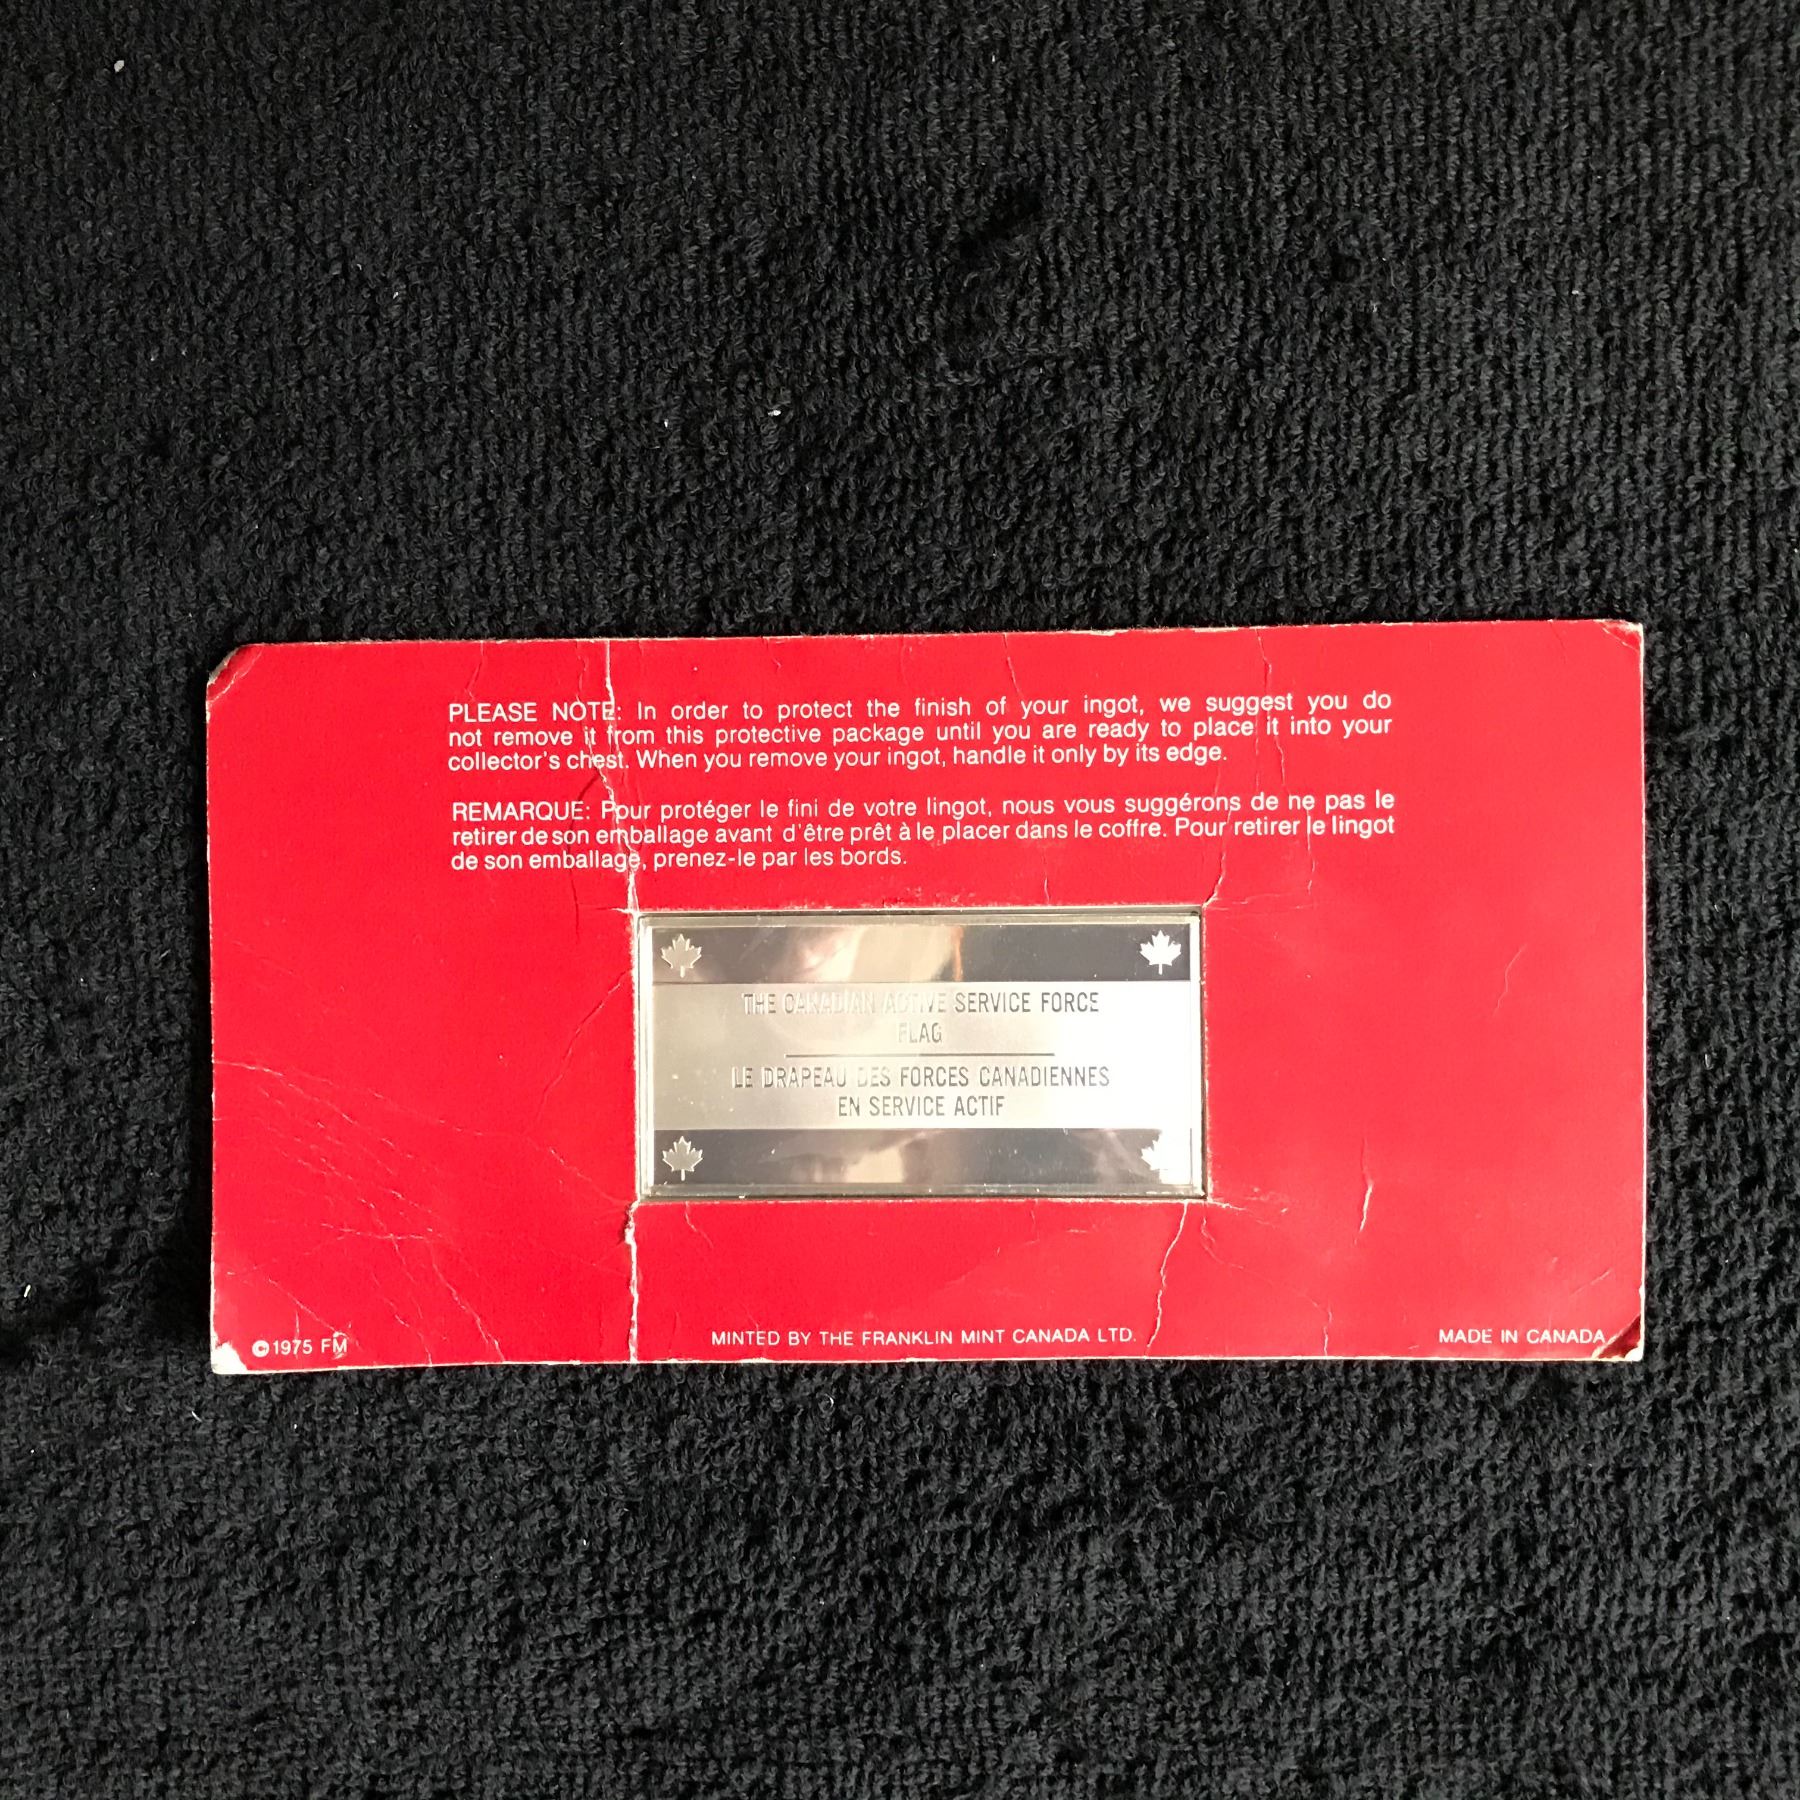 PLEASE NOTE: In order to protect the finish of your ingot, we suggest you do
not remove it from this protective package until you are ready to place it into your
collector's chest. When you remove your ingot, handle it only by its edge.
REMARQUE: Pour protéger le fini de votre lingot, nous vous suggérons de ne pas le
retirer de son emballage avant d'être prêt à le placer dans le coffre. Pour retirer le lingot
de son emballage, prenez-le par les bords.
THE CANADIAN ACTIVE SERVICE FORCE
FLAG
LE DRAPEAU DES FORCES CANADIENNES
EN SERVICE ACTIF
©1975 FM
MINTED BY THE FRANKLIN MINT CANADA LTD.
MADE IN CANADA